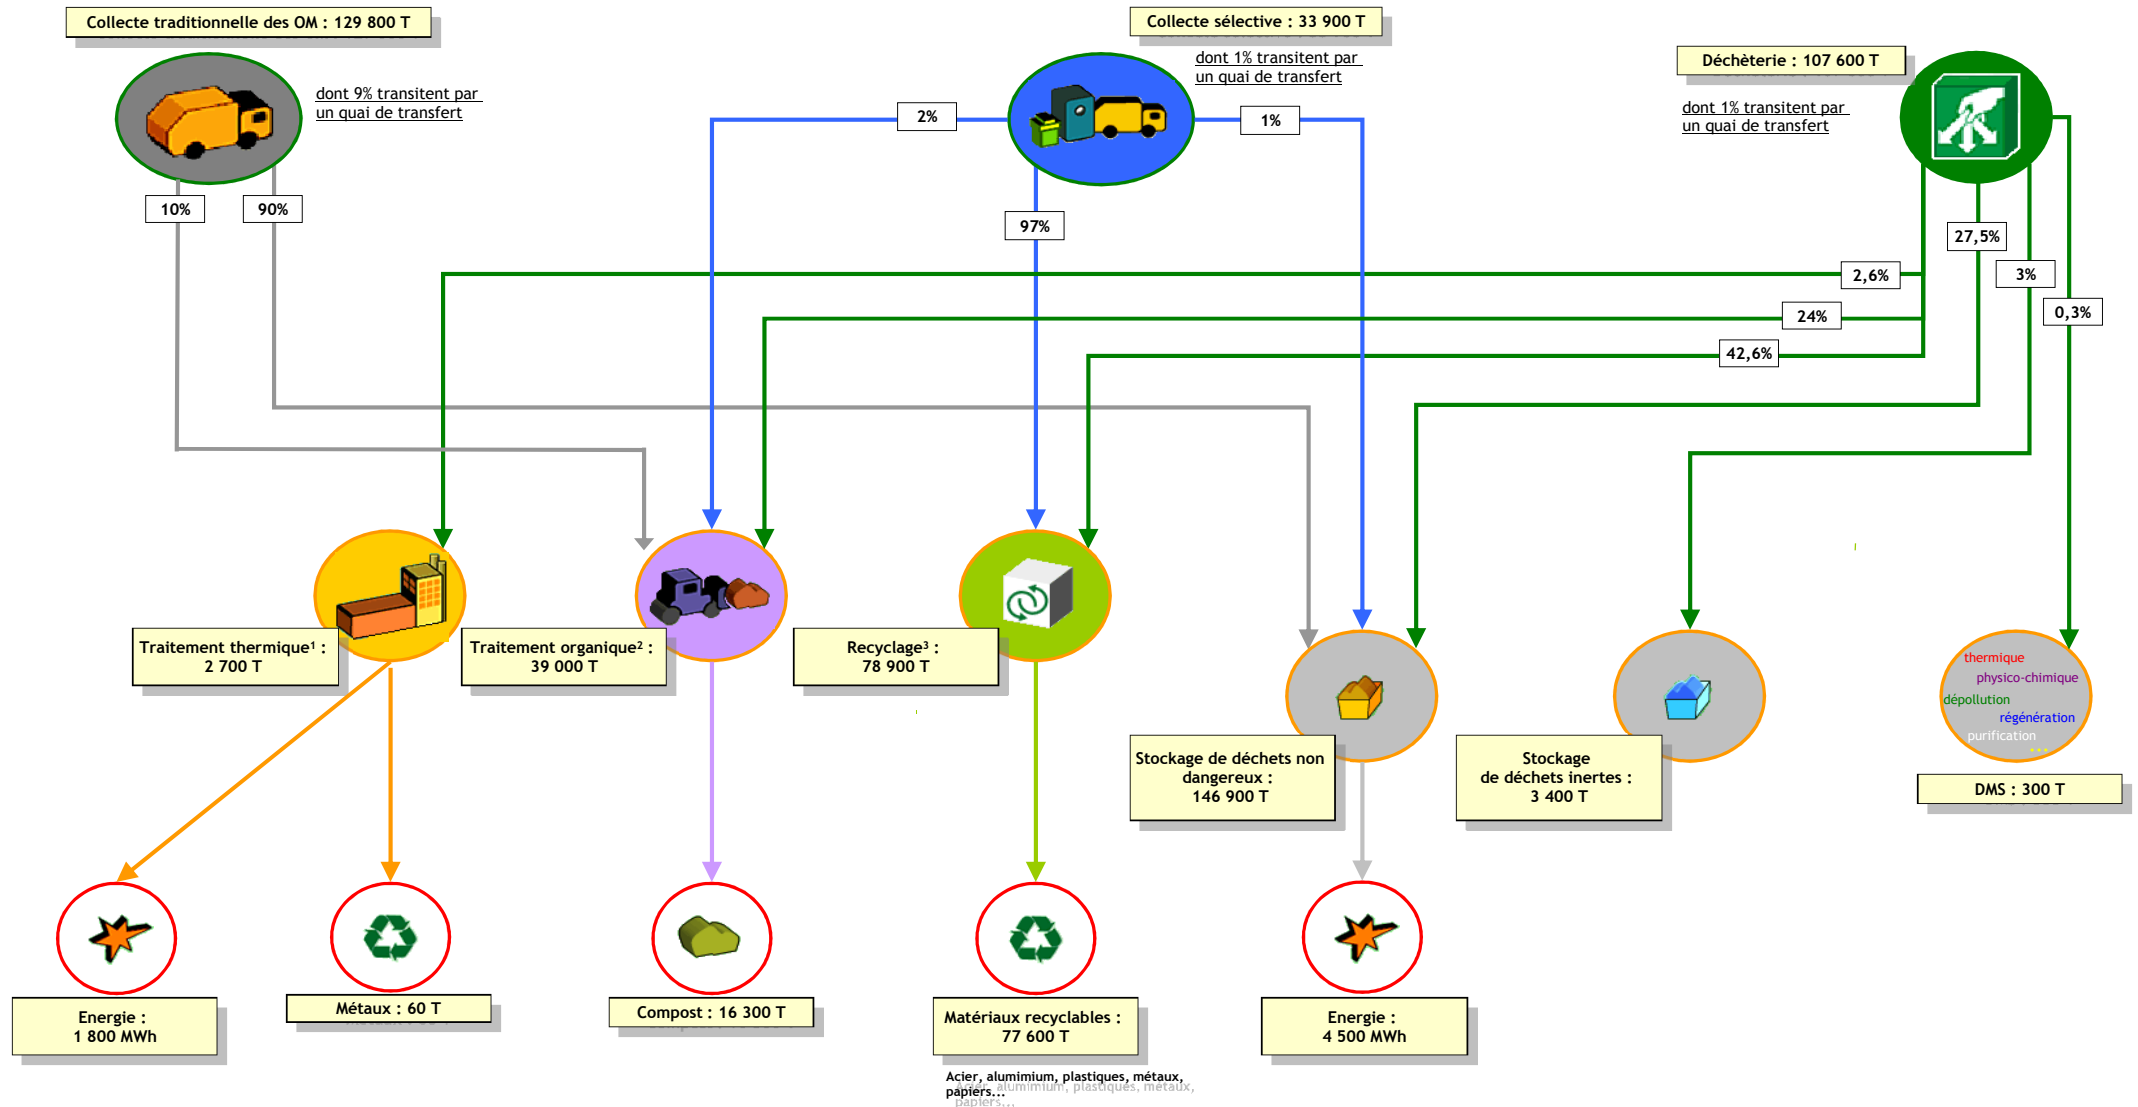 Collecte traditionnelle des OM : 129 800 T
Collecte sélective : 33 900 T
Déchèterie : 107 600 T
dont 9% transitent par
un quai de transfert
dont 1% transitent par
un quai de transfert
dont 1% transitent par
un quai de transfert
2%
1%
10%
90%
97%
27,5%
2,6%
3%
24%
0,3%
42,6%
Traitement thermique¹ :
2 700 T
Traitement organique² :
39 000 T
Recyclage³ :
78 900 T
thermique
physico-chimique
dépollution
régénération
purification
...
Stockage de déchets non
dangereux :
146 900 T
Stockage
de déchets inertes :
3 400 T
DMS : 300 T
Energie :
1 800 MWh
Métaux : 60 T
Compost : 16 300 T
Matériaux recyclables :
77 600 T
Energie :
4 500 MWh
Acier, alumimium, plastiques, métaux,
papiers...